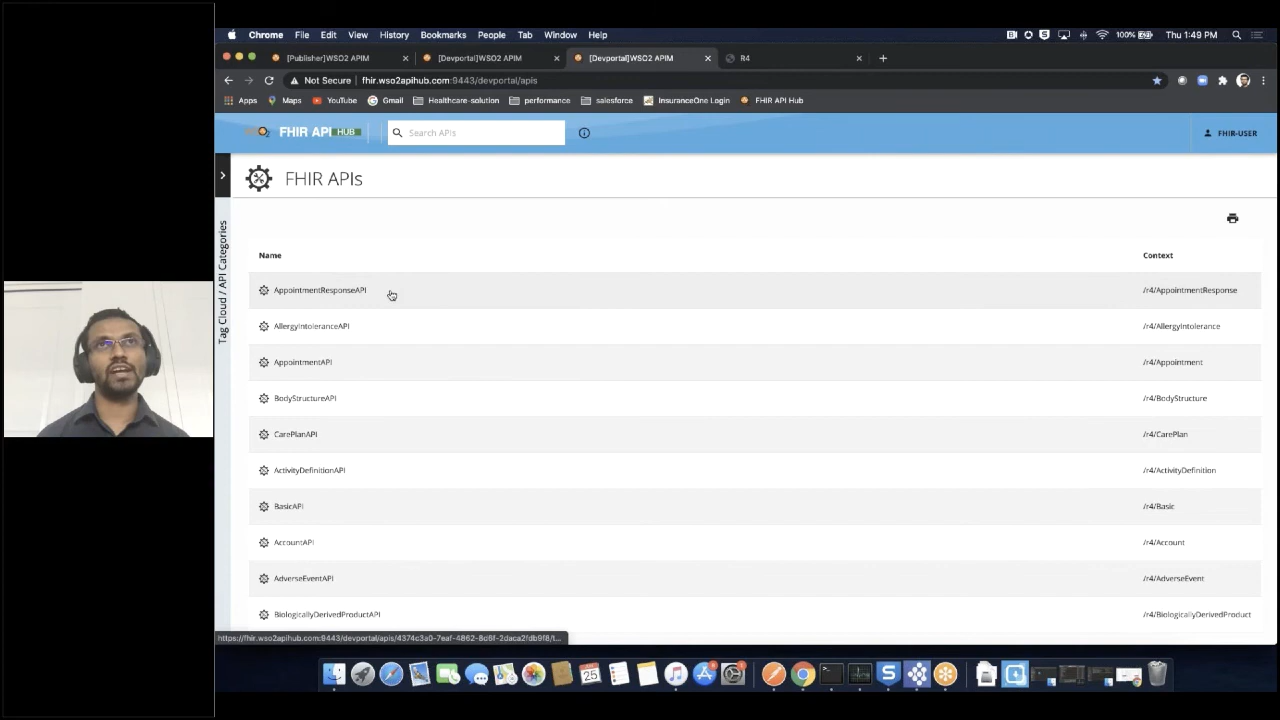 Chrome File Edit View History Bookmarks People Tab Window Help 100% Thu 1:49 PM
[Publisher]WSO2 APIM [Devportal]WSO2 APIM [Devportal]WSO2 APIM R4
Not Secure fhir.wso2apihub.com:9443/devportal/apis
Apps Maps YouTube Gmail Healthcare-solution performance salesforce InsuranceOne Login FHIR API Hub
FHIR API HUB Search APIs FHIR-USER
FHIR APIs
Tag Cloud / API Categories
Name Context
AppointmentResponseAPI /r4/AppointmentResponse
AllergyIntoleranceAPI /r4/AllergyIntolerance
AppointmentAPI /r4/Appointment
BodyStructureAPI /r4/BodyStructure
CarePlanAPI /r4/CarePlan
ActivityDefinitionAPI /r4/ActivityDefinition
BasicAPI /r4/Basic
AccountAPI /r4/Account
AdverseEventAPI /r4/AdverseEvent
BiologicallyDerivedProductAPI /r4/BiologicallyDerivedProduct
25